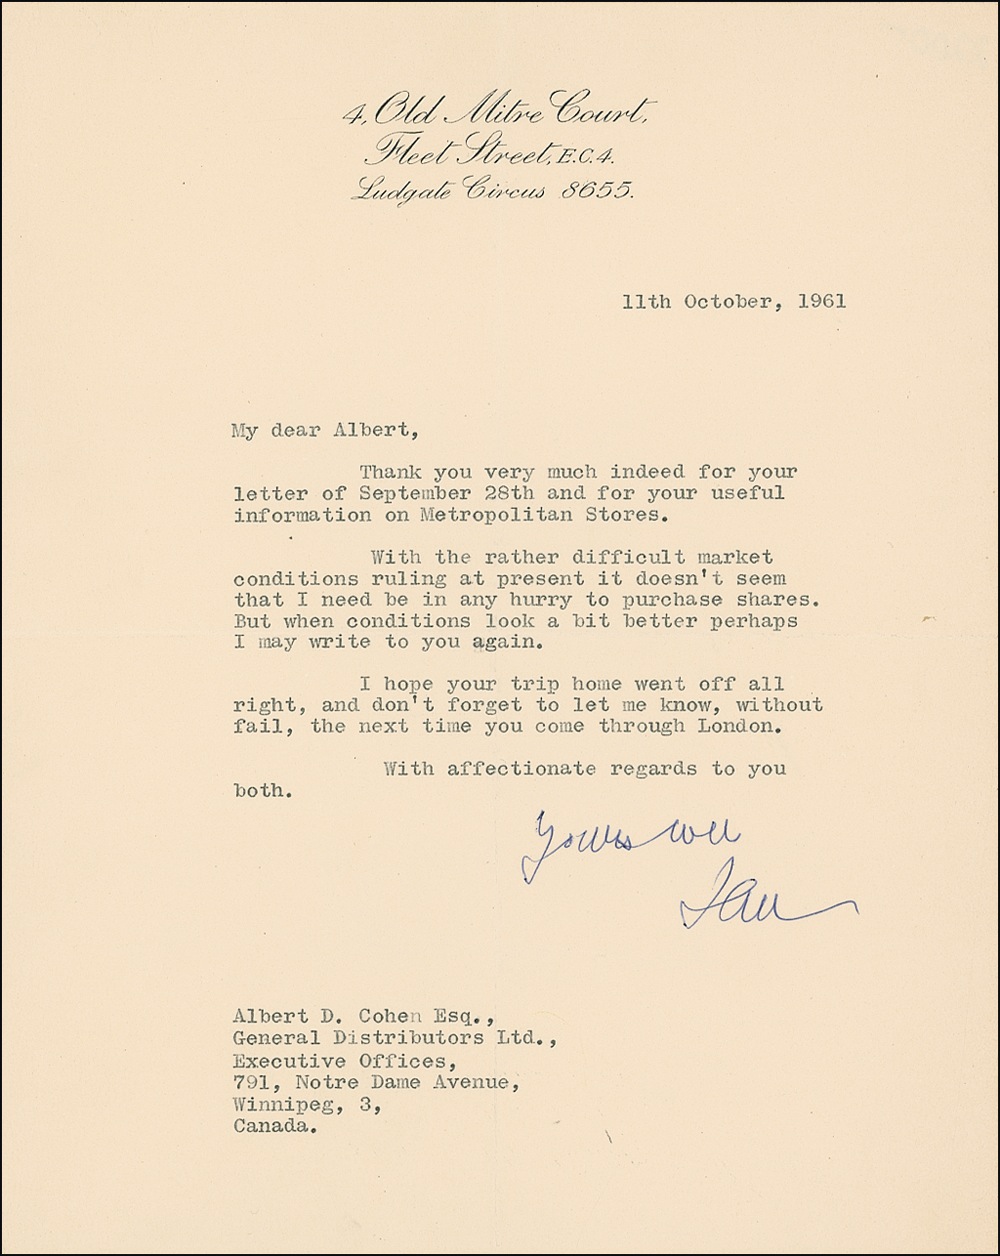 4, Old Mitre Court,
Fleet Street, E.C.4.
Ludgate Circus 8655.
11th October, 1961
My dear Albert,
Thank you very much indeed for your
letter of September 28th and for your useful
information on Metropolitan Stores.
With the rather difficult market
conditions ruling at present it doesn't seem
that I need be in any hurry to purchase shares.
But when conditions look a bit better perhaps
I may write to you again.
I hope your trip home went off all
right, and don't forget to let me know, without
fail, the next time you come through London.
With affectionate regards to you
both.
Yours ever
Ian
Albert D. Cohen Esq.,
General Distributors Ltd.,
Executive Offices,
791, Notre Dame Avenue,
Winnipeg, 3,
Canada.